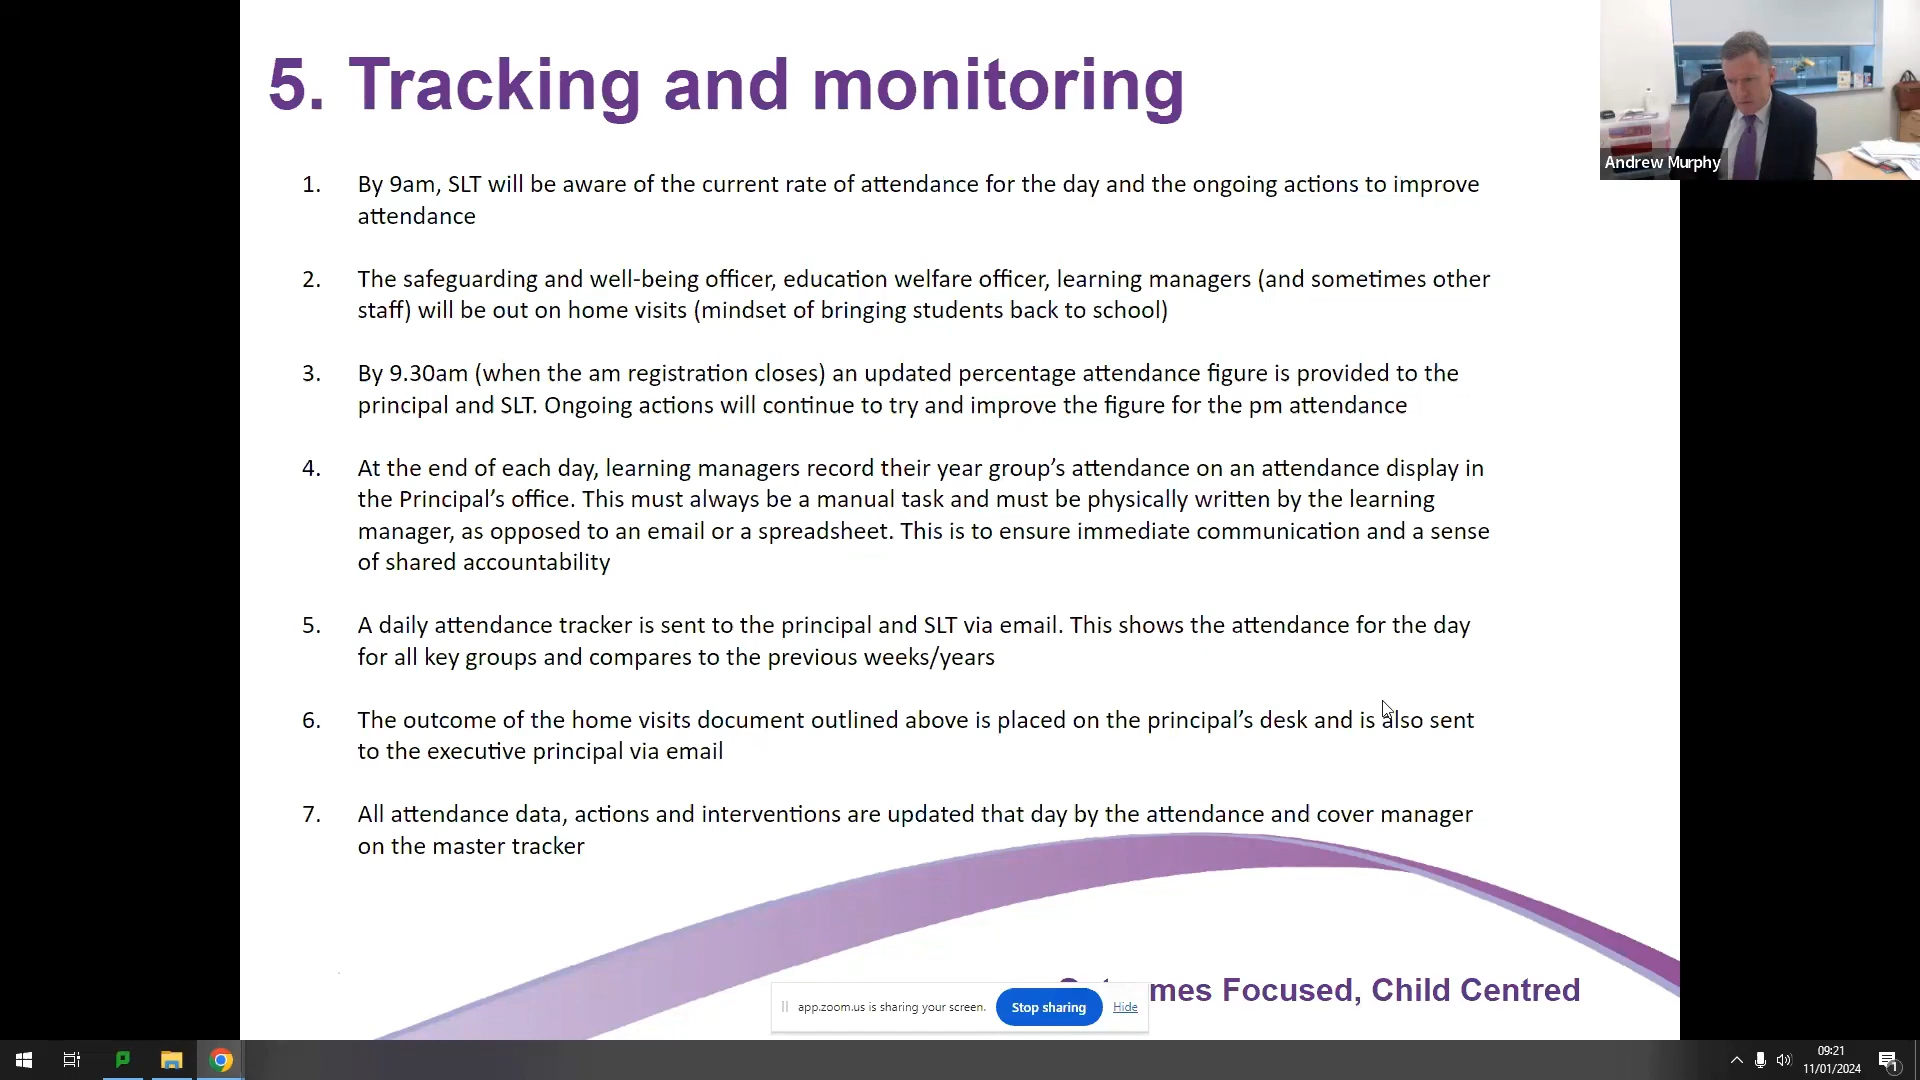 5. Tracking and monitoring
Andrew Murphy
1. By 9am, SLT will be aware of the current rate of attendance for the day and the ongoing actions to improve
attendance
2. The safeguarding and well-being officer, education welfare officer, learning managers (and sometimes other
staff) will be out on home visits (mindset of bringing students back to school)
3. By 9.30am (when the am registration closes) an updated percentage attendance figure is provided to the
principal and SLT. Ongoing actions will continue to try and improve the figure for the pm attendance
4. At the end of each day, learning managers record their year group’s attendance on an attendance display in
the Principal’s office. This must always be a manual task and must be physically written by the learning
manager, as opposed to an email or a spreadsheet. This is to ensure immediate communication and a sense
of shared accountability
5. A daily attendance tracker is sent to the principal and SLT via email. This shows the attendance for the day
for all key groups and compares to the previous weeks/years
6. The outcome of the home visits document outlined above is placed on the principal’s desk and is also sent
to the executive principal via email
7. All attendance data, actions and interventions are updated that day by the attendance and cover manager
on the master tracker
Focused, Child Centred
app.zoom.us is sharing your screen. Stop sharing Hide
09:21
11/01/2024
1